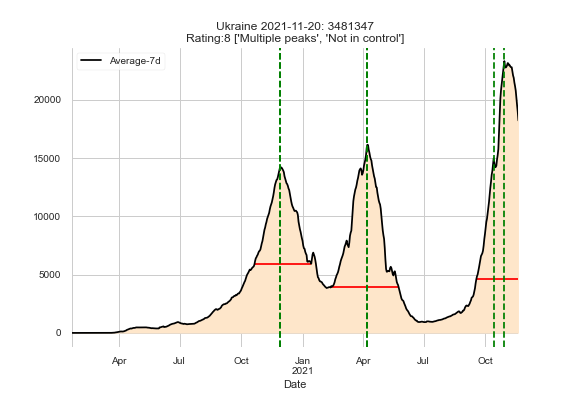 Ukraine 2021-11-20: 3481347
Rating:8 ['Multiple peaks', 'Not in control']
Average-7d
20000
15000
10000
5000
0
Apr Jul Oct Jan Apr Jul Oct
2021
Date